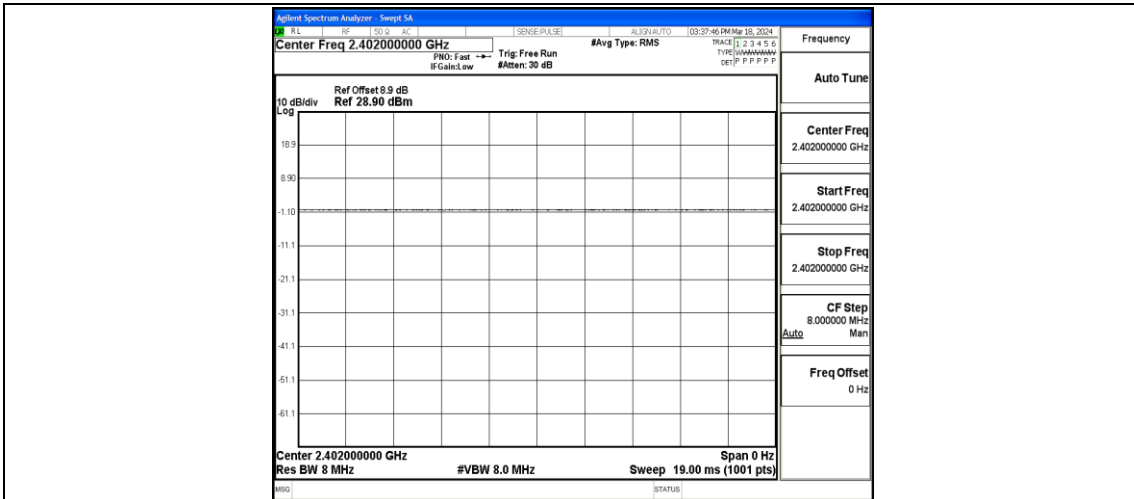 Agilent Spectrum Analyzer - Swept SA
RL RF 50 Ω AC SENSE:PULSE ALIGN AUTO 03:37:46 PM Mar 18, 2024
Center Freq 2.402000000 GHz
PNO: Fast
IFGain:Low
Trig: Free Run
#Atten: 30 dB
#Avg Type: RMS
TRACE 1 2 3 4 5 6
TYPE
DET P P P P P P
Ref Offset 8.9 dB
10 dB/div Ref 28.90 dBm
Log
18.9
8.90
-1.10
-11.1
-21.1
-31.1
-41.1
-51.1
-61.1
Center 2.402000000 GHz Span 0 Hz
Res BW 8 MHz #VBW 8.0 MHz Sweep 19.00 ms (1001 pts)
MSG STATUS
Frequency
Auto Tune
Center Freq
2.402000000 GHz
Start Freq
2.402000000 GHz
Stop Freq
2.402000000 GHz
CF Step
8.000000 MHz
Auto Man
Freq Offset
0 Hz